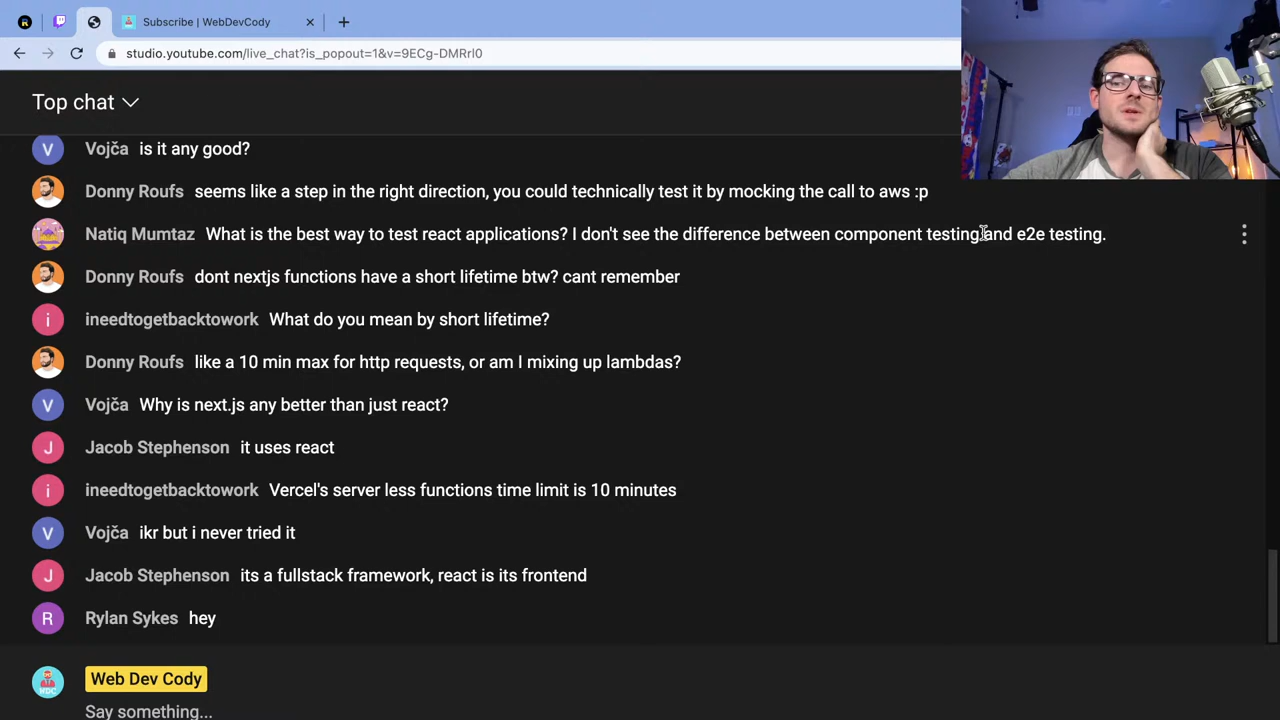 Subscribe | WebDevCody
studio.youtube.com/live_chat?is_popout=1&v=9ECg-DMRrl0
Top chat
Vojča is it any good?
Donny Roufs seems like a step in the right direction, you could technically test it by mocking the call to aws :p
Natiq Mumtaz What is the best way to test react applications? I don't see the difference between component testing and e2e testing.
Donny Roufs dont nextjs functions have a short lifetime btw? cant remember
ineedtogetbacktowork What do you mean by short lifetime?
Donny Roufs like a 10 min max for http requests, or am I mixing up lambdas?
Vojča Why is next.js any better than just react?
Jacob Stephenson it uses react
ineedtogetbacktowork Vercel's server less functions time limit is 10 minutes
Vojča ikr but i never tried it
Jacob Stephenson its a fullstack framework, react is its frontend
Rylan Sykes hey
Web Dev Cody
Say something...